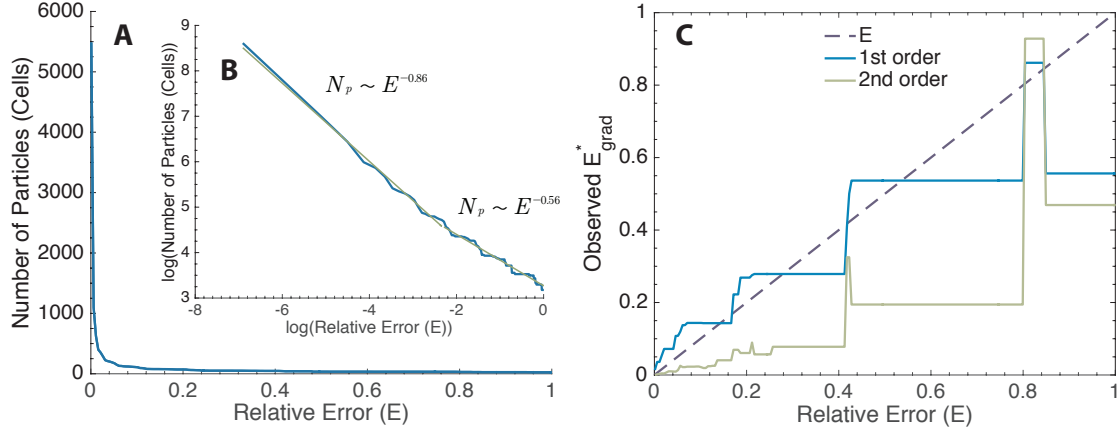 A
Number of Particles (Cells)
6000
5000
4000
3000
2000
1000
0
0 0.2 0.4 0.6 0.8 1
Relative Error (E)
B
log(Number of Particles (Cells))
9
8
7
6
5
4
3
-8 -6 -4 -2 0
log(Relative Error (E))
N_p ∼ E^{-0.86}
N_p ∼ E^{-0.56}
C
Observed E^*_{grad}
1
0.8
0.6
0.4
0.2
0
0 0.2 0.4 0.6 0.8 1
Relative Error (E)
E
1st order
2nd order